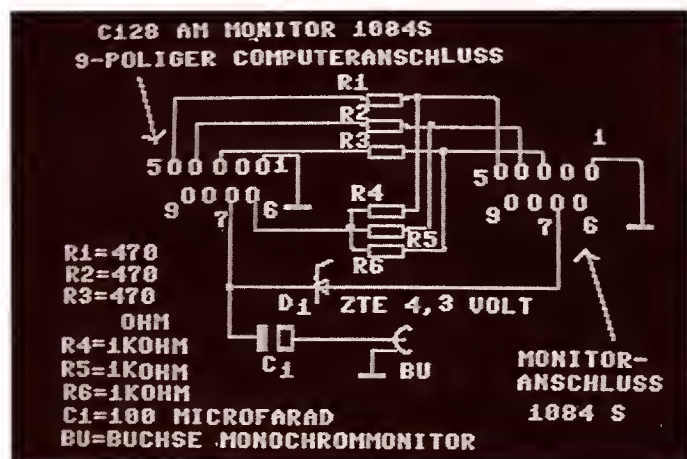 C128 AM MONITOR 1084S
9-POLIGER COMPUTERANSCHLUSS
R1
R2
R3
1
5 1
5
R4
9 7 6
9 7 6
R5
R6
R1=470
R2=470
R3=470
OHM
R4=1KOHM
R5=1KOHM
R6=1KOHM
D1 ZTE 4,3 VOLT
C1
BU
MONITOR-
ANSCHLUSS
1084 S
C1=100 MICROFARAD
BU=BUCHSE MONOCHROMMONITOR